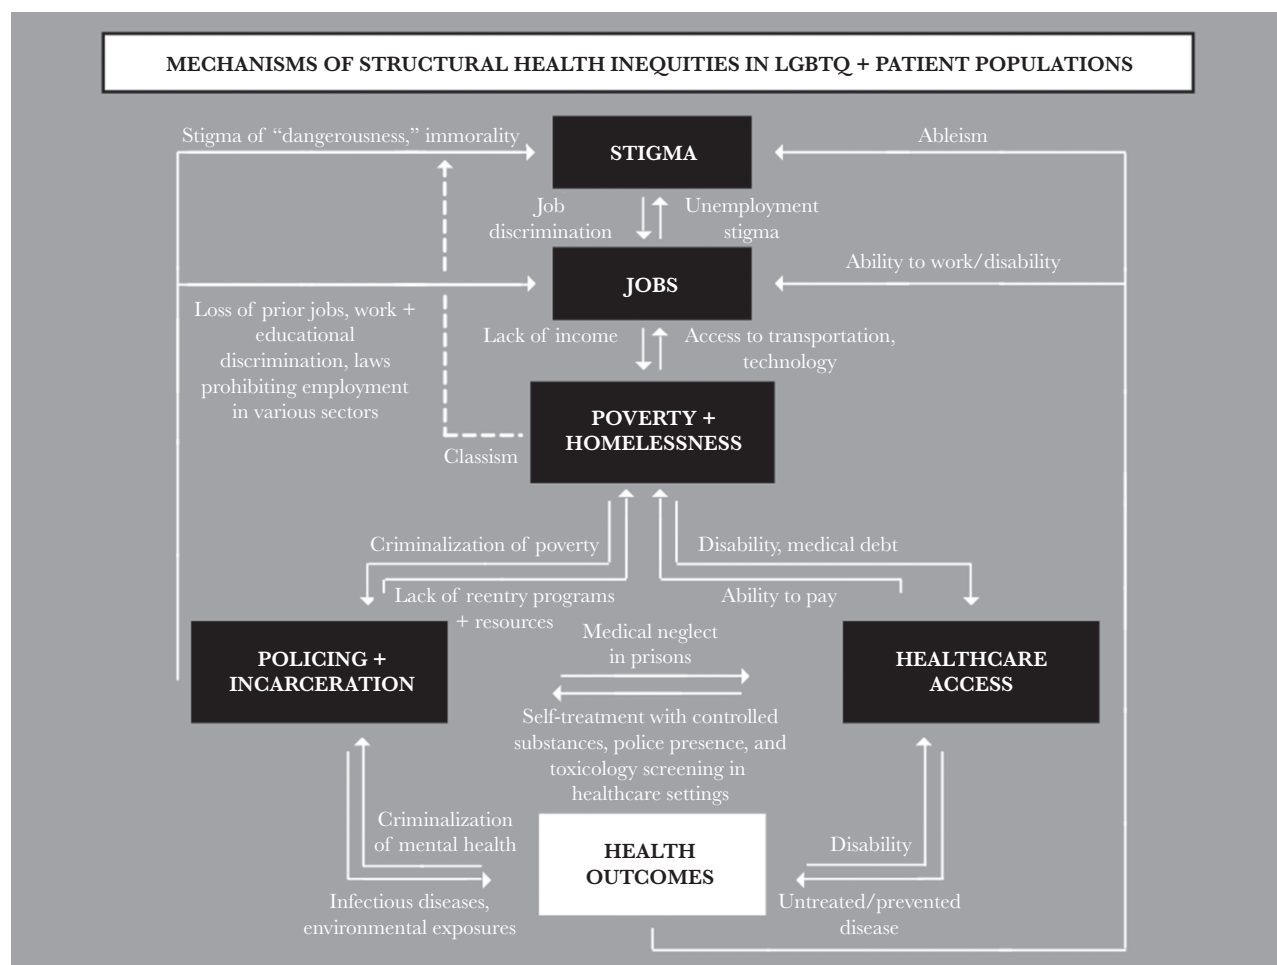 MECHANISMS OF STRUCTURAL HEALTH INEQUITIES IN LGBTQ + PATIENT POPULATIONS
Stigma of “dangerousness,” immorality
STIGMA
Ableism
Job
discrimination
Unemployment
stigma
JOBS
Ability to work/disability
Loss of prior jobs, work +
educational
discrimination, laws
prohibiting employment
in various sectors
Lack of income
Access to transportation,
technology
POVERTY +
HOMELESSNESS
Classism
Criminalization of poverty
Disability, medical debt
Lack of reentry programs
+ resources
Ability to pay
POLICING +
INCARCERATION
Medical neglect
in prisons
HEALTHCARE
ACCESS
Self-treatment with controlled
substances, police presence, and
toxicology screening in
healthcare settings
Criminalization
of mental health
HEALTH
OUTCOMES
Disability
Infectious diseases,
environmental exposures
Untreated/prevented
disease